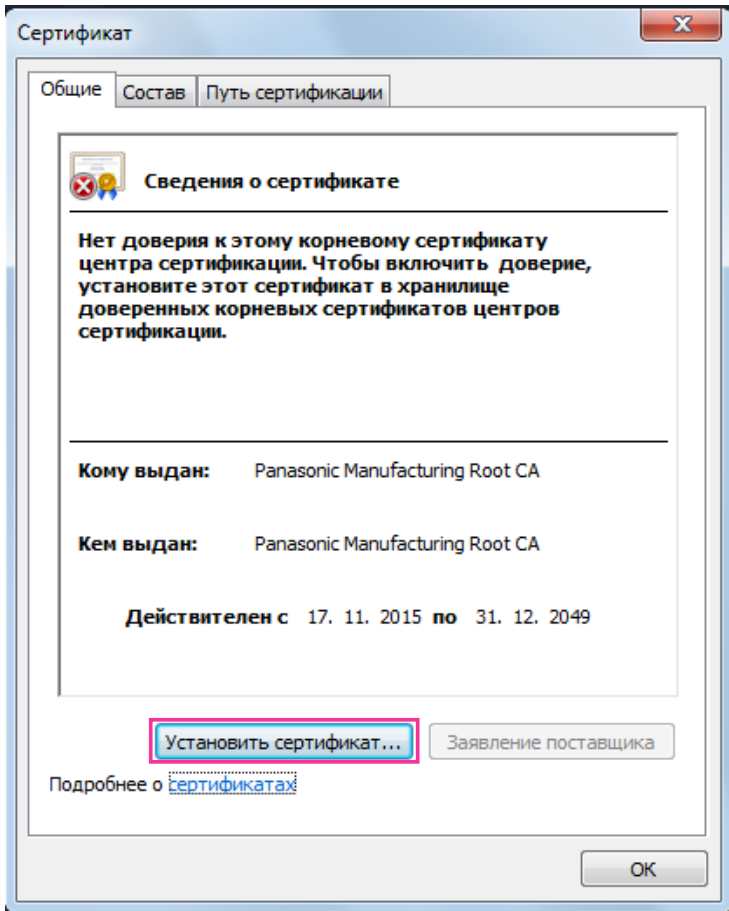 Сертификат
Общие Состав Путь сертификации
Сведения о сертификате
Нет доверия к этому корневому сертификату
центра сертификации. Чтобы включить доверие,
установите этот сертификат в хранилище
доверенных корневых сертификатов центров
сертификации.
Кому выдан: Panasonic Manufacturing Root CA
Кем выдан: Panasonic Manufacturing Root CA
Действителен с 17. 11. 2015 по 31. 12. 2049
Установить сертификат... Заявление поставщика
Подробнее о сертификатах
ОК